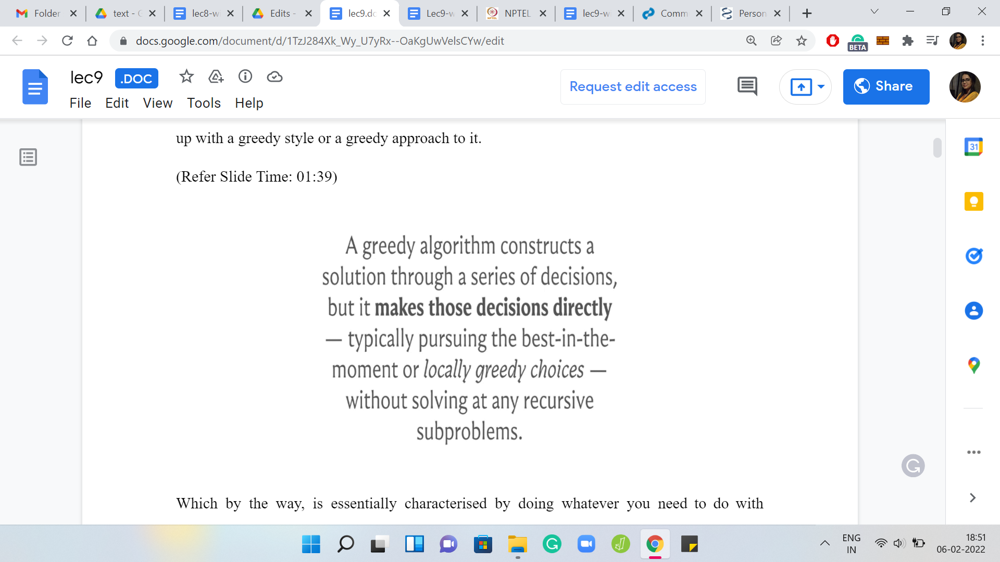 Folder
text - G
lec8-w
Edits -
lec9.dc
Lec9-w
NPTEL
lec9-w
Comm
Person
docs.google.com/document/d/1TzJ284Xk_Wy_U7yRx--OaKgUwVelsCYw/edit
BETA
lec9 .DOC
File Edit View Tools Help
Request edit access
Share
31
up with a greedy style or a greedy approach to it.
(Refer Slide Time: 01:39)
A greedy algorithm constructs a
solution through a series of decisions,
but it makes those decisions directly
— typically pursuing the best-in-the-
moment or locally greedy choices —
without solving at any recursive
subproblems.
Which by the way, is essentially characterised by doing whatever you need to do with
ENG
IN
18:51
06-02-2022